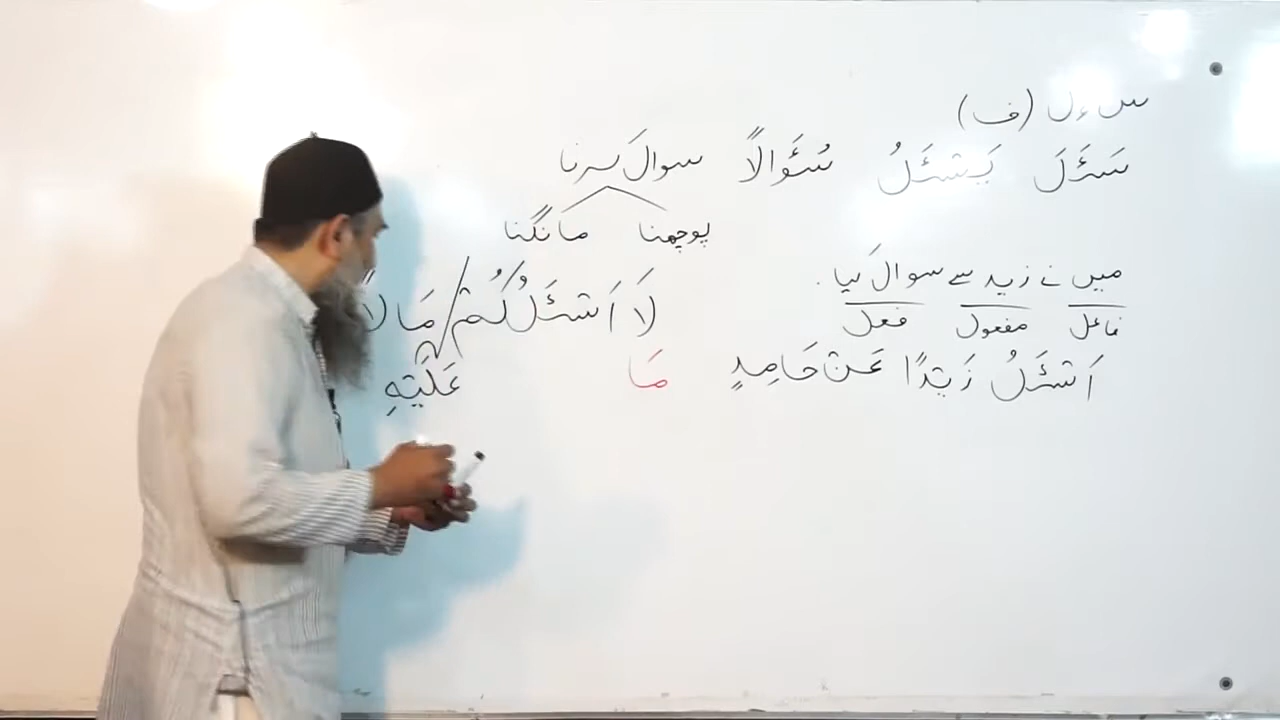 س ء ل (ف)
سَئَلَ يَسْئَلُ سُؤَالًا سوال کرنا
پوچھنا مانگنا
میں نے زید سے سوال کیا۔
فاعل مفعول فعل
اَسْئَلُ زَيْدًا عَنْ حَامِدٍ
لَا اَسْئَلُكُمْ مَالًا
مَا عَلَيْهِ